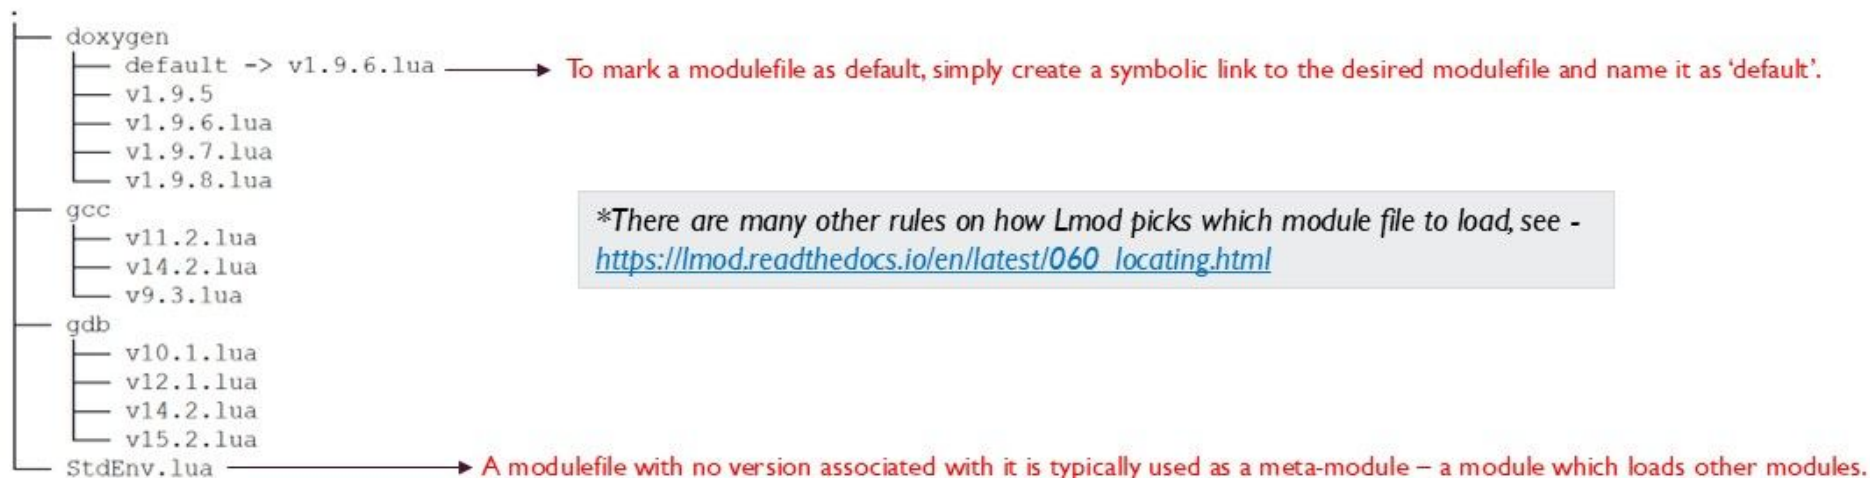 .
├── doxygen
│   ├── default -> v1.9.6.lua
To mark a modulefile as default, simply create a symbolic link to the desired modulefile and name it as ‘default’.
│   ├── v1.9.5
│   ├── v1.9.6.lua
│   ├── v1.9.7.lua
│   └── v1.9.8.lua
├── gcc
│   ├── v11.2.lua
│   ├── v14.2.lua
│   └── v9.3.lua
*There are many other rules on how Lmod picks which module file to load, see -
https://lmod.readthedocs.io/en/latest/060_locating.html
├── gdb
│   ├── v10.1.lua
│   ├── v12.1.lua
│   ├── v14.2.lua
│   └── v15.2.lua
└── StdEnv.lua
A modulefile with no version associated with it is typically used as a meta-module – a module which loads other modules.